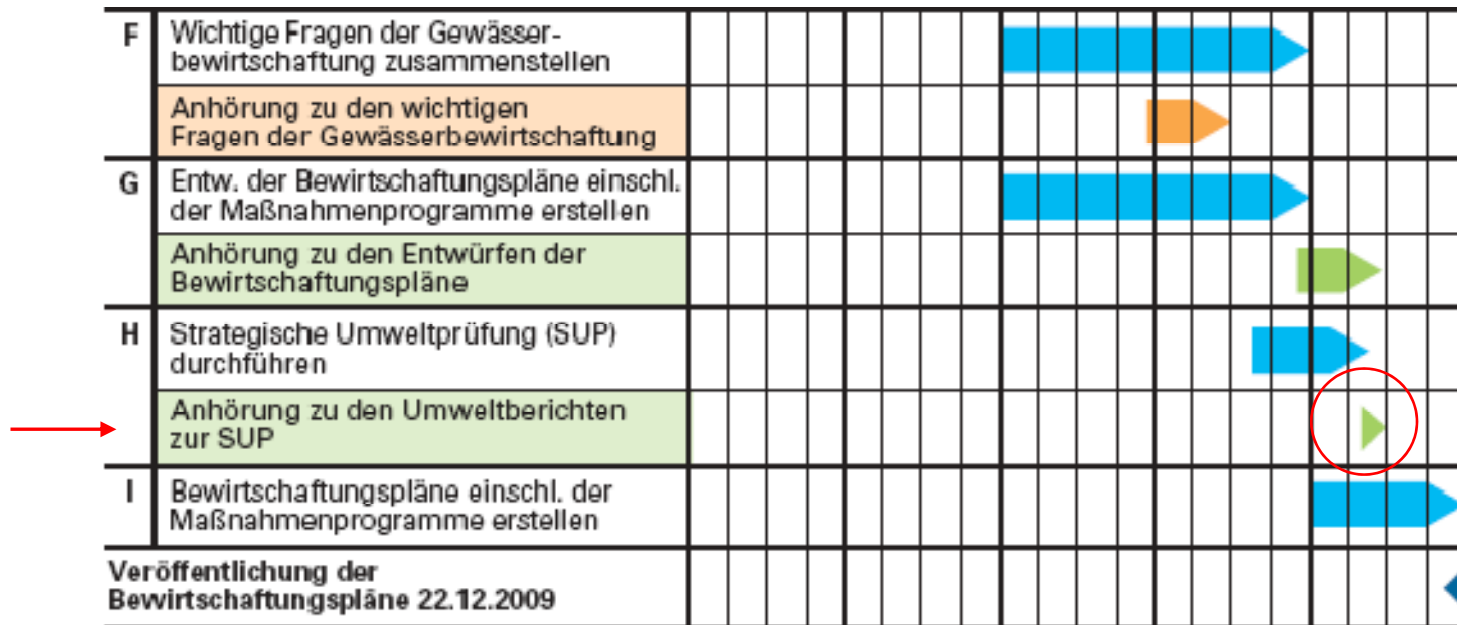 F Wichtige Fragen der Gewässer-
bewirtschaftung zusammenstellen
Anhörung zu den wichtigen
Fragen der Gewässerbewirtschaftung
G Entw. der Bewirtschaftungspläne einschl.
der Maßnahmenprogramme erstellen
Anhörung zu den Entwürfen der
Bewirtschaftungspläne
H Strategische Umweltprüfung (SUP)
durchführen
Anhörung zu den Umweltberichten
zur SUP
I Bewirtschaftungspläne einschl. der
Maßnahmenprogramme erstellen
Veröffentlichung der
Bewirtschaftungspläne 22.12.2009